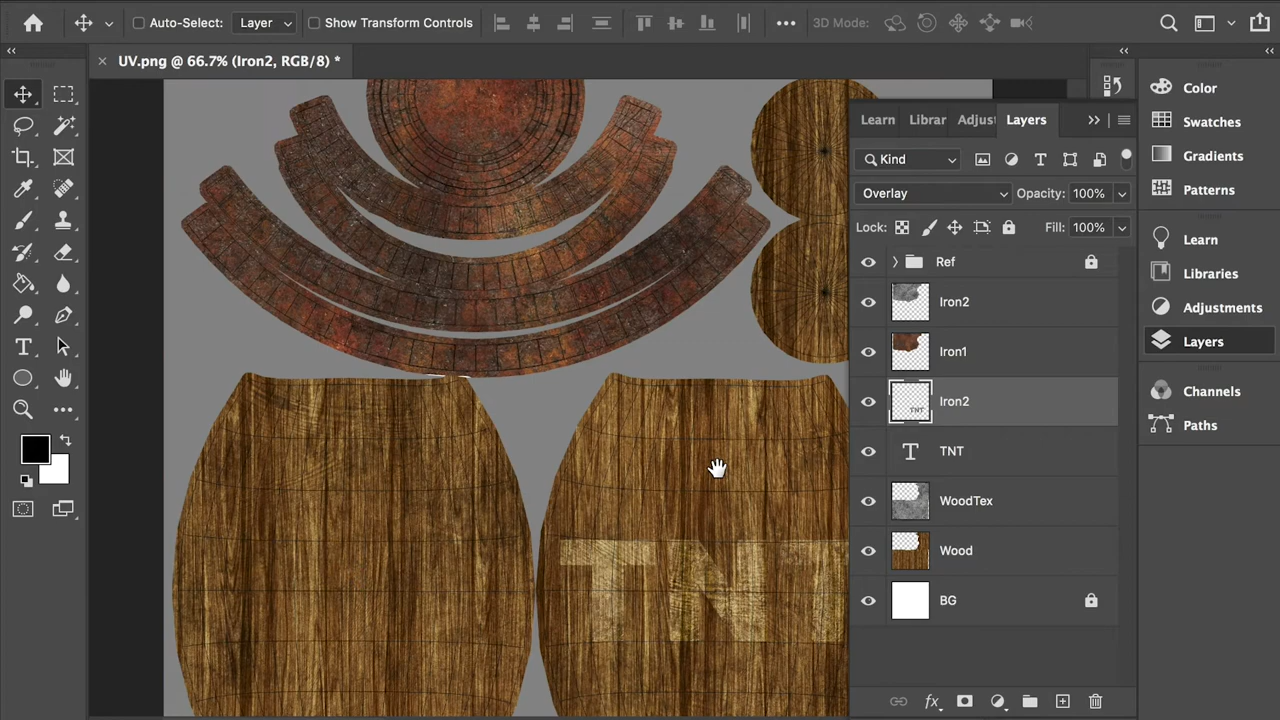 Auto-Select: Layer Show Transform Controls 3D Mode:
UV.png @ 66.7% (Iron2, RGB/8) *
Learn Librar Adjus Layers
Kind
Overlay Opacity: 100%
Lock: Fill: 100%
Ref
Iron2
Iron1
Iron2
TNT
WoodTex
Wood
BG
Color
Swatches
Gradients
Patterns
Learn
Libraries
Adjustments
Layers
Channels
Paths
TNT